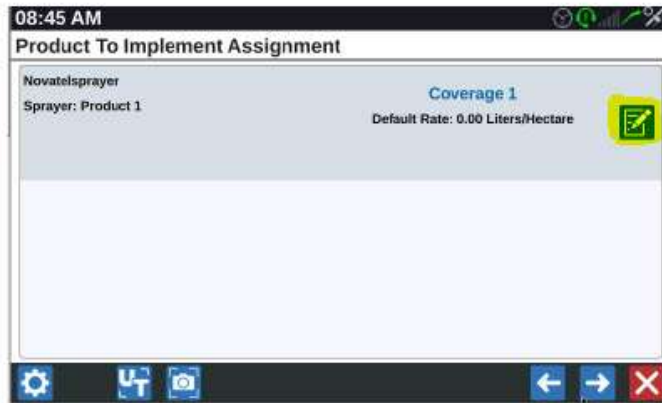 08:45 AM
Product To Implement Assignment
Novatelsprayer
Coverage 1
Sprayer: Product 1
Default Rate: 0.00 Liters/Hectare
UT